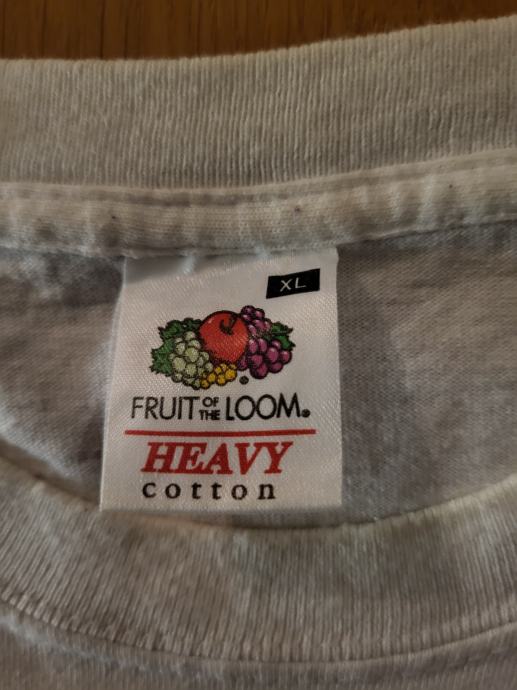 XL
FRUIT OF THE LOOM®
HEAVY
cotton